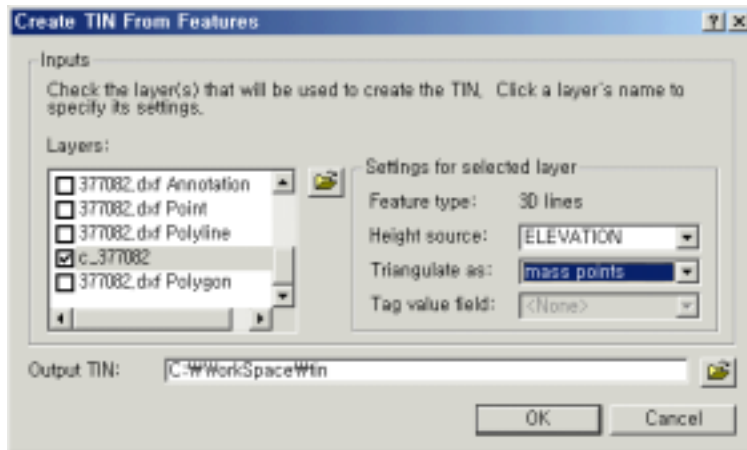 Create TIN From Features
Inputs
Check the layer(s) that will be used to create the TIN. Click a layer's name to
specify its settings.
Layers:
377082.dxf Annotation
377082.dxf Point
377082.dxf Polyline
c_377082
377082.dxf Polygon
Settings for selected layer
Feature type: 3D lines
Height source: ELEVATION
Triangulate as: mass points
Tag value field: <None>
Output TIN: C:₩WorkSpace₩tin
OK Cancel